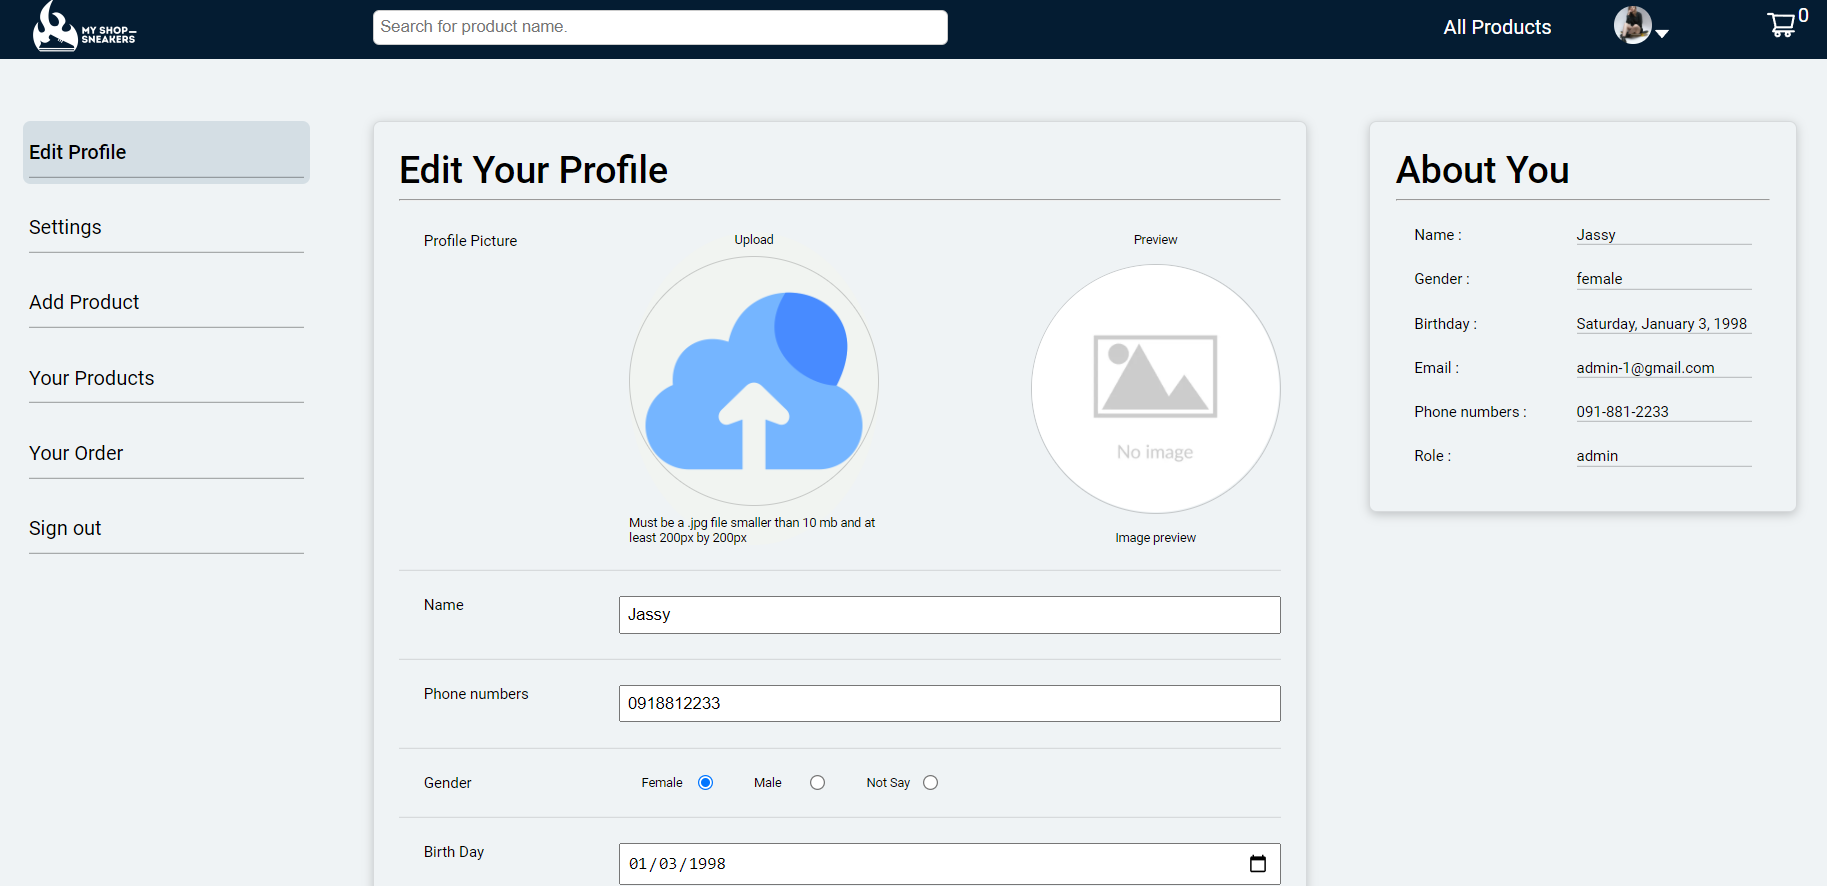 MY SHOP_
SNEAKERS
Search for product name.
All Products
0
Edit Profile
Settings
Add Product
Your Products
Your Order
Sign out
Edit Your Profile
Profile Picture
Upload
Preview
No image
Must be a .jpg file smaller than 10 mb and at
least 200px by 200px
Image preview
Name
Jassy
Phone numbers
0918812233
Gender
Female
Male
Not Say
Birth Day
01/03/1998
About You
Name : Jassy
Gender : female
Birthday : Saturday, January 3, 1998
Email : admin-1@gmail.com
Phone numbers : 091-881-2233
Role : admin